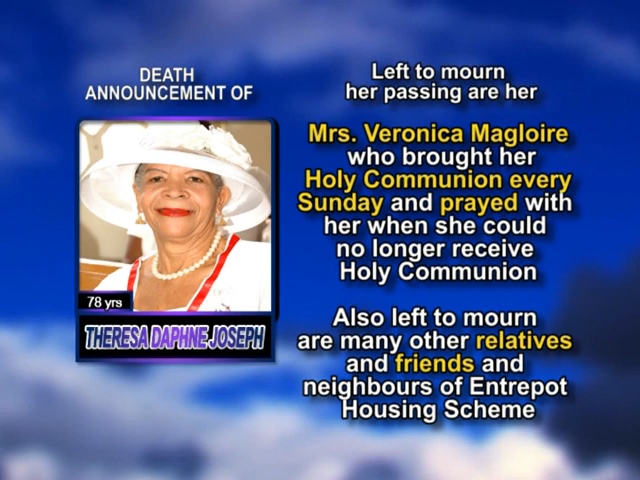 DEATH
ANNOUNCEMENT OF
78 yrs
THERESA DAPHNE JOSEPH
Left to mourn
her passing are her
Mrs. Veronica Magloire
who brought her
Holy Communion every
Sunday and prayed with
her when she could
no longer receive
Holy Communion
Also left to mourn
are many other relatives
and friends and
neighbours of Entrepot
Housing Scheme